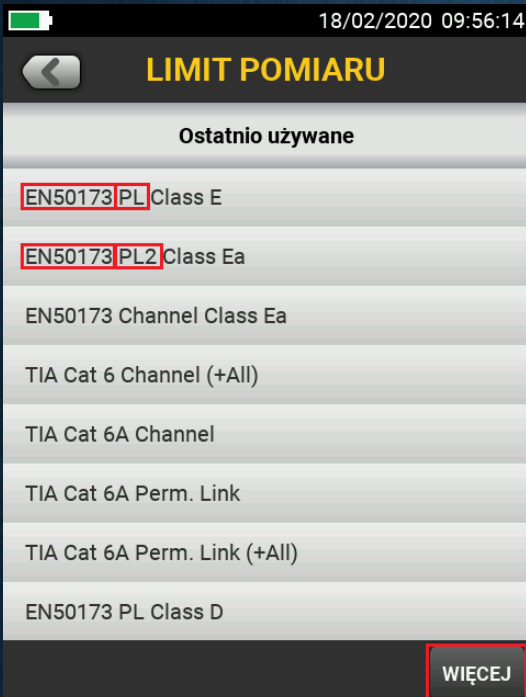 18/02/2020 09:56:14
LIMIT POMIARU
Ostatnio używane
EN50173 PL Class E
EN50173 PL2 Class Ea
EN50173 Channel Class Ea
TIA Cat 6 Channel (+All)
TIA Cat 6A Channel
TIA Cat 6A Perm. Link
TIA Cat 6A Perm. Link (+All)
EN50173 PL Class D
WIĘCEJ